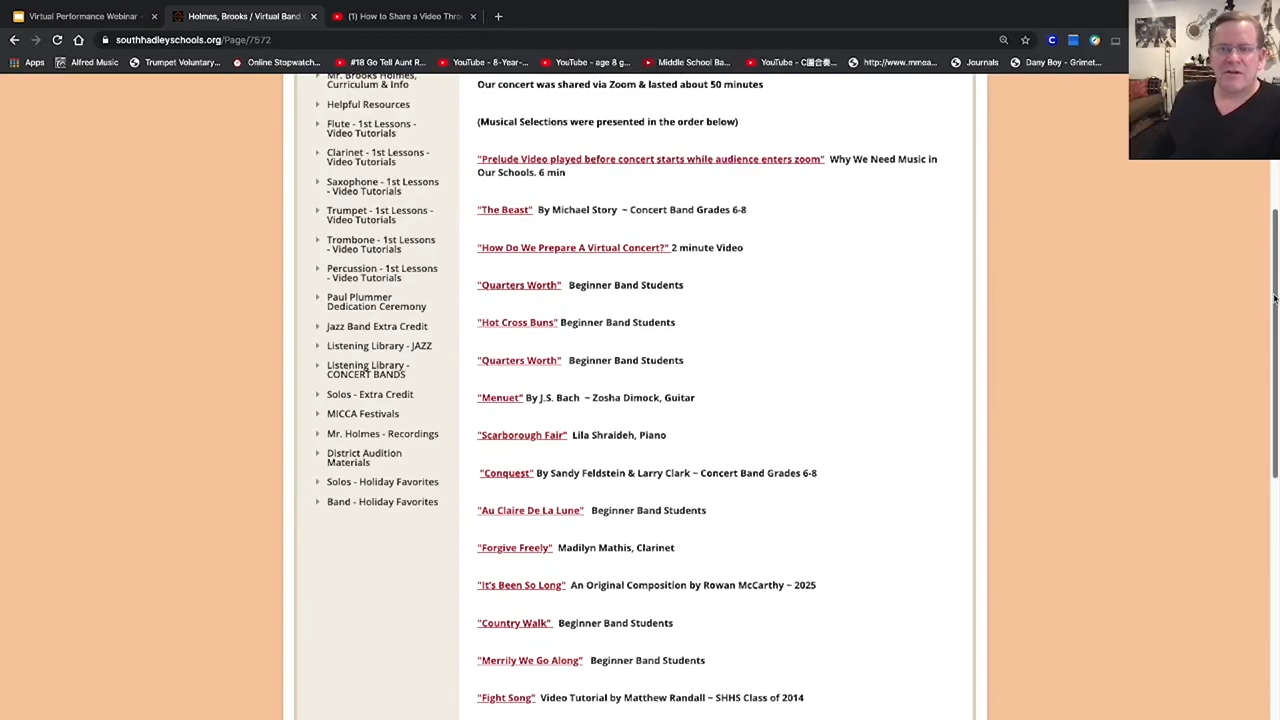 Virtual Performance Webinar -
Holmes, Brooks / Virtual Band
(1) How to Share a Video Thro
southhadleyschools.org/Page/7572
Apps
Alfred Music
Trumpet Voluntary...
Online Stopwatch...
#18 Go Tell Aunt R...
YouTube - 8-Year-...
YouTube - age 8 g...
Middle School Ba...
YouTube - C圖合奏...
http://www.mmea...
Journals
Dany Boy - Grimet...
Mr. Brooks Holmes,
Curriculum & Info
Helpful Resources
Flute - 1st Lessons -
Video Tutorials
Clarinet - 1st Lessons -
Video Tutorials
Saxophone - 1st Lessons
- Video Tutorials
Trumpet - 1st Lessons -
Video Tutorials
Trombone - 1st Lessons
- Video Tutorials
Percussion - 1st Lessons
- Video Tutorials
Paul Plummer
Dedication Ceremony
Jazz Band Extra Credit
Listening Library - JAZZ
Listening Library -
CONCERT BANDS
Solos - Extra Credit
MICCA Festivals
Mr. Holmes - Recordings
District Audition
Materials
Solos - Holiday Favorites
Band - Holiday Favorites
Our concert was shared via Zoom & lasted about 50 minutes
(Musical Selections were presented in the order below)
"Prelude Video played before concert starts while audience enters zoom" Why We Need Music in
Our Schools. 6 min
"The Beast" By Michael Story ~ Concert Band Grades 6-8
"How Do We Prepare A Virtual Concert?" 2 minute Video
"Quarters Worth" Beginner Band Students
"Hot Cross Buns" Beginner Band Students
"Quarters Worth" Beginner Band Students
"Menuet" By J.S. Bach ~ Zosha Dimock, Guitar
"Scarborough Fair" Lila Shraideh, Piano
"Conquest" By Sandy Feldstein & Larry Clark ~ Concert Band Grades 6-8
"Au Claire De La Lune" Beginner Band Students
"Forgive Freely" Madilyn Mathis, Clarinet
"It's Been So Long" An Original Composition by Rowan McCarthy ~ 2025
"Country Walk" Beginner Band Students
"Merrily We Go Along" Beginner Band Students
"Fight Song" Video Tutorial by Matthew Randall ~ SHHS Class of 2014